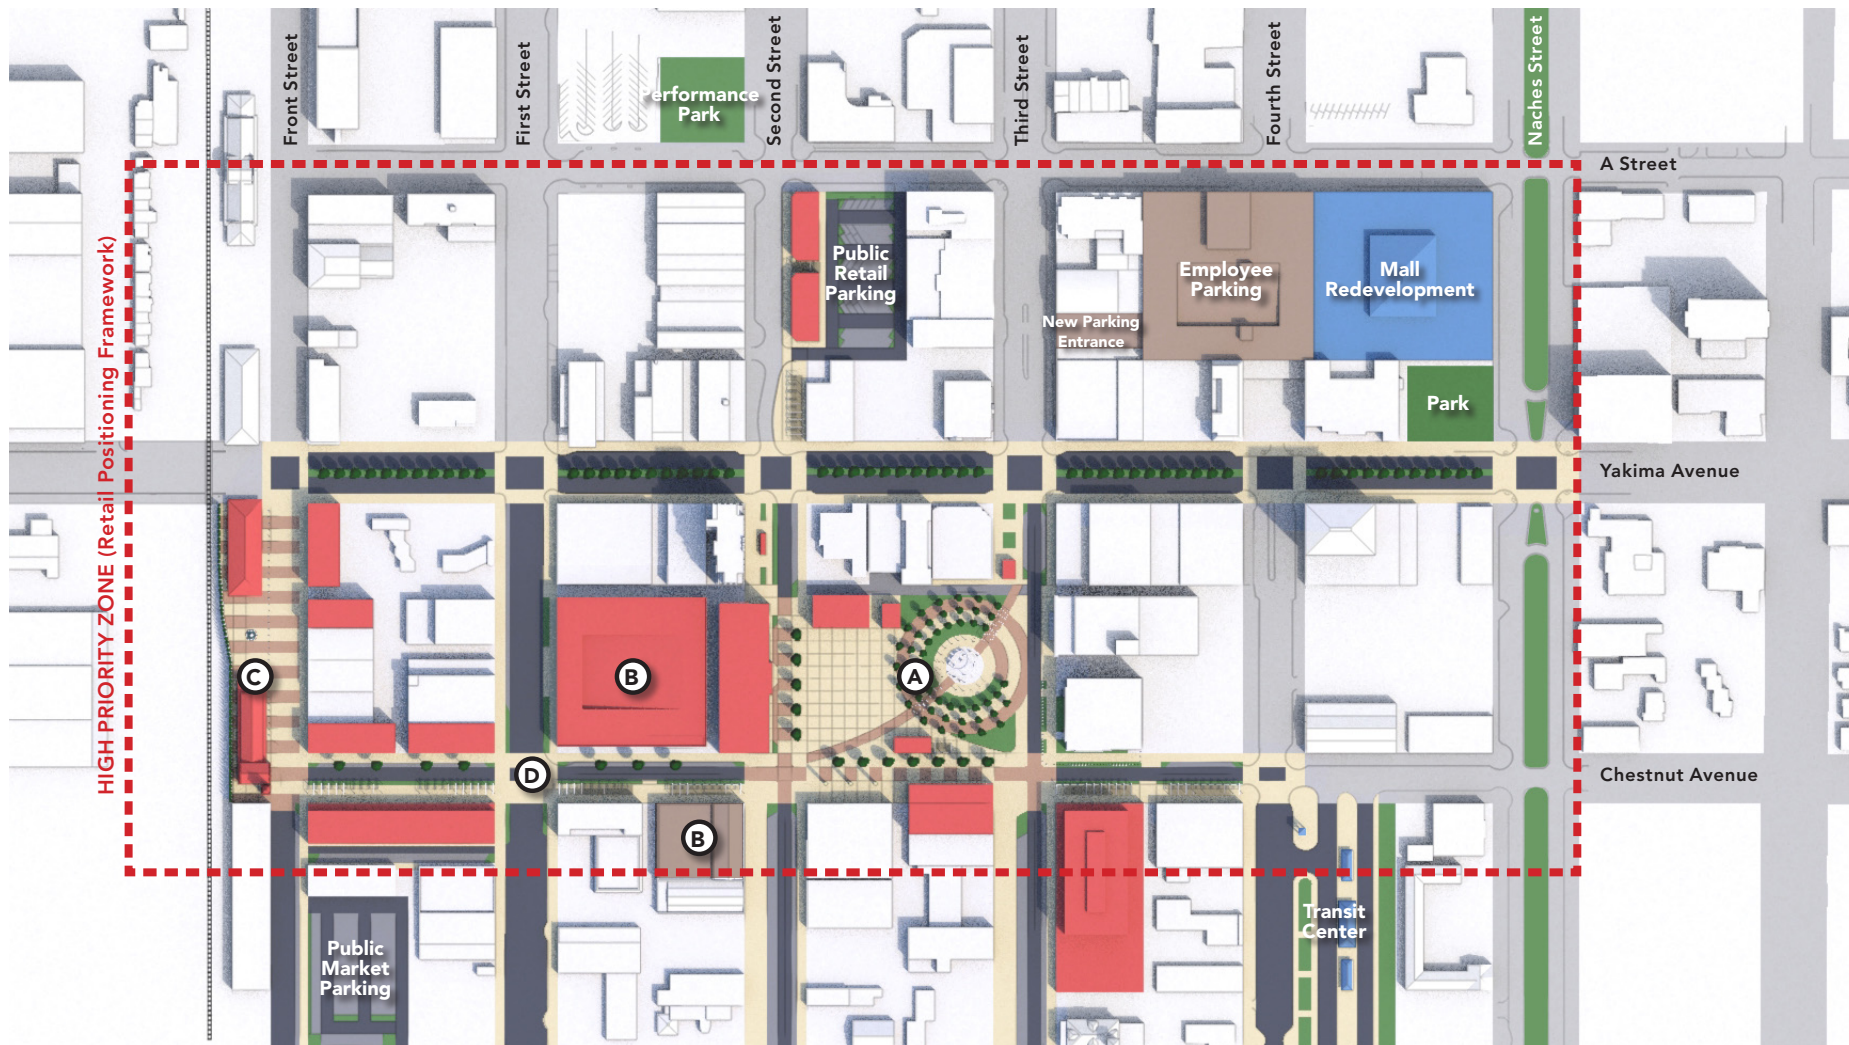 Front Street
First Street
Second Street
Third Street
Fourth Street
Naches Street
Performance
Park
A Street
HIGH PRIORITY ZONE (Retail Positioning Framework)
Public
Retail
Parking
Employee
Parking
Mall
Redevelopment
New Parking
Entrance
Park
Yakima Avenue
C
B
A
D
Chestnut Avenue
B
Transit
Center
Public
Market
Parking